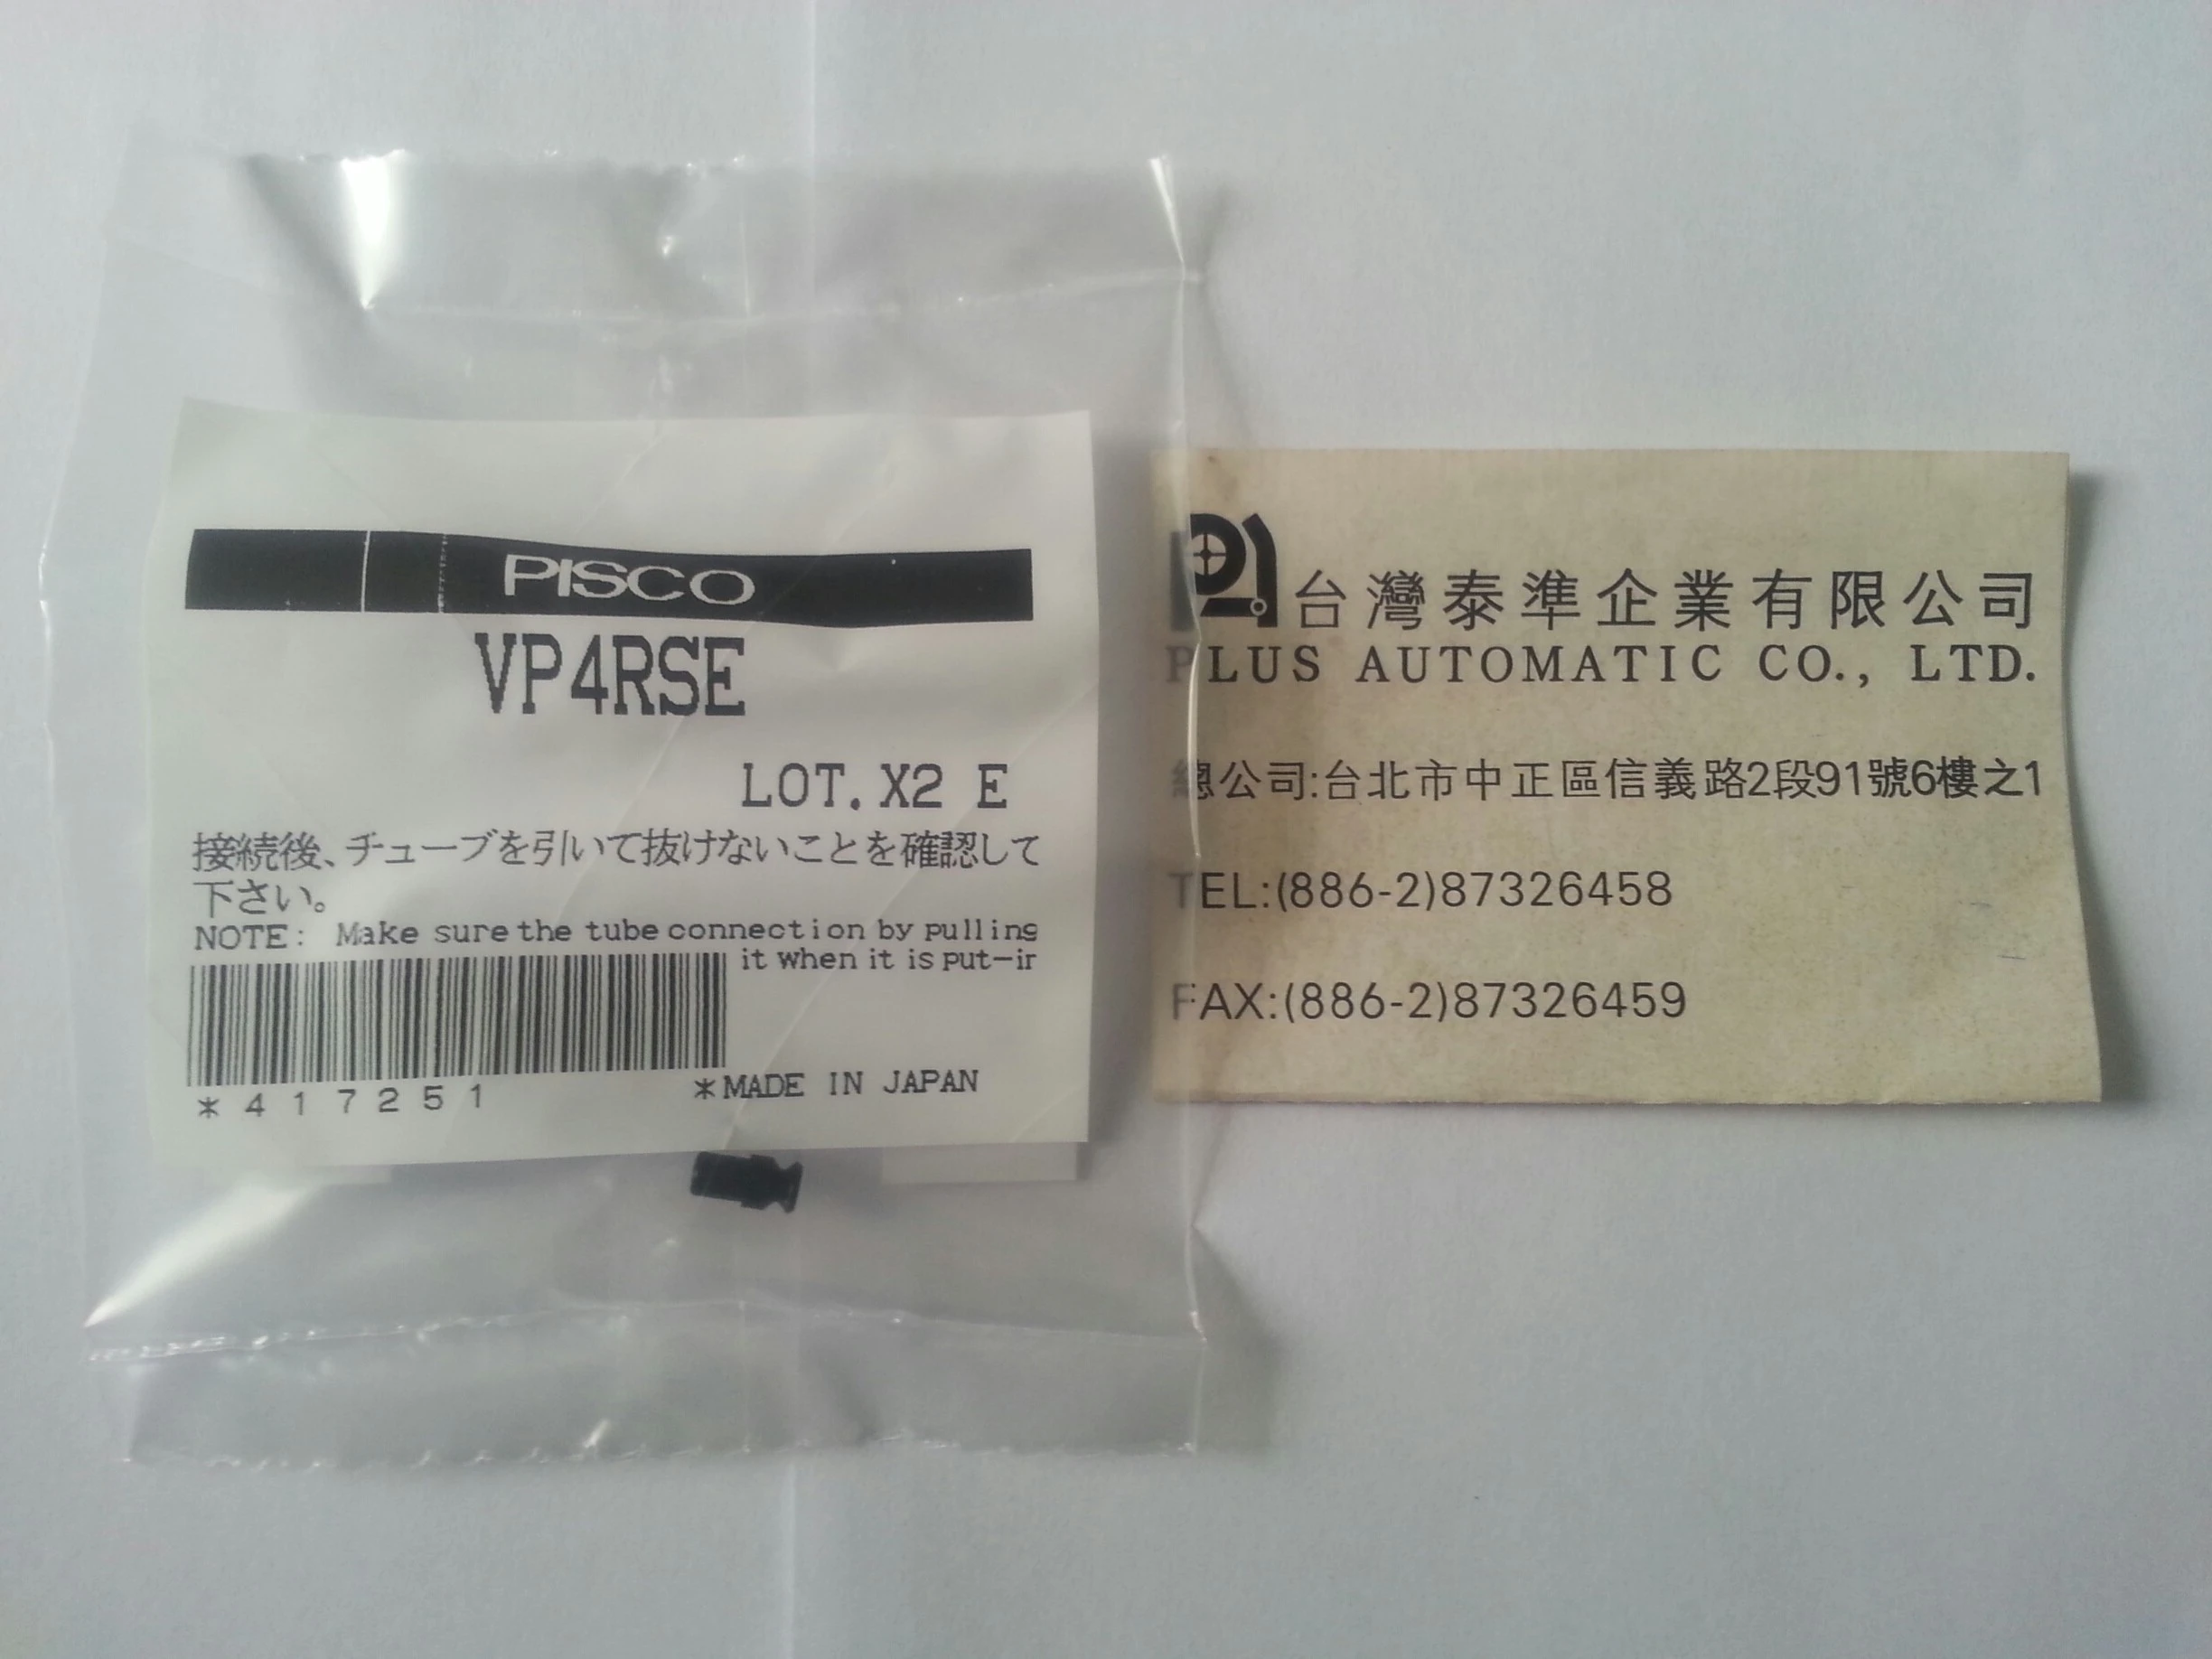 PISCO
VP4RSE
LOT. X2 E
接続後、チューブを引いて抜けないことを確認して
下さい。
NOTE: Make sure the tube connection by pulling
it when it is put-in
*417251
*MADE IN JAPAN
台灣泰準企業有限公司
PLUS AUTOMATIC CO., LTD.
總公司:台北市中正區信義路2段91號6樓之1
TEL:(886-2)87326458
FAX:(886-2)87326459